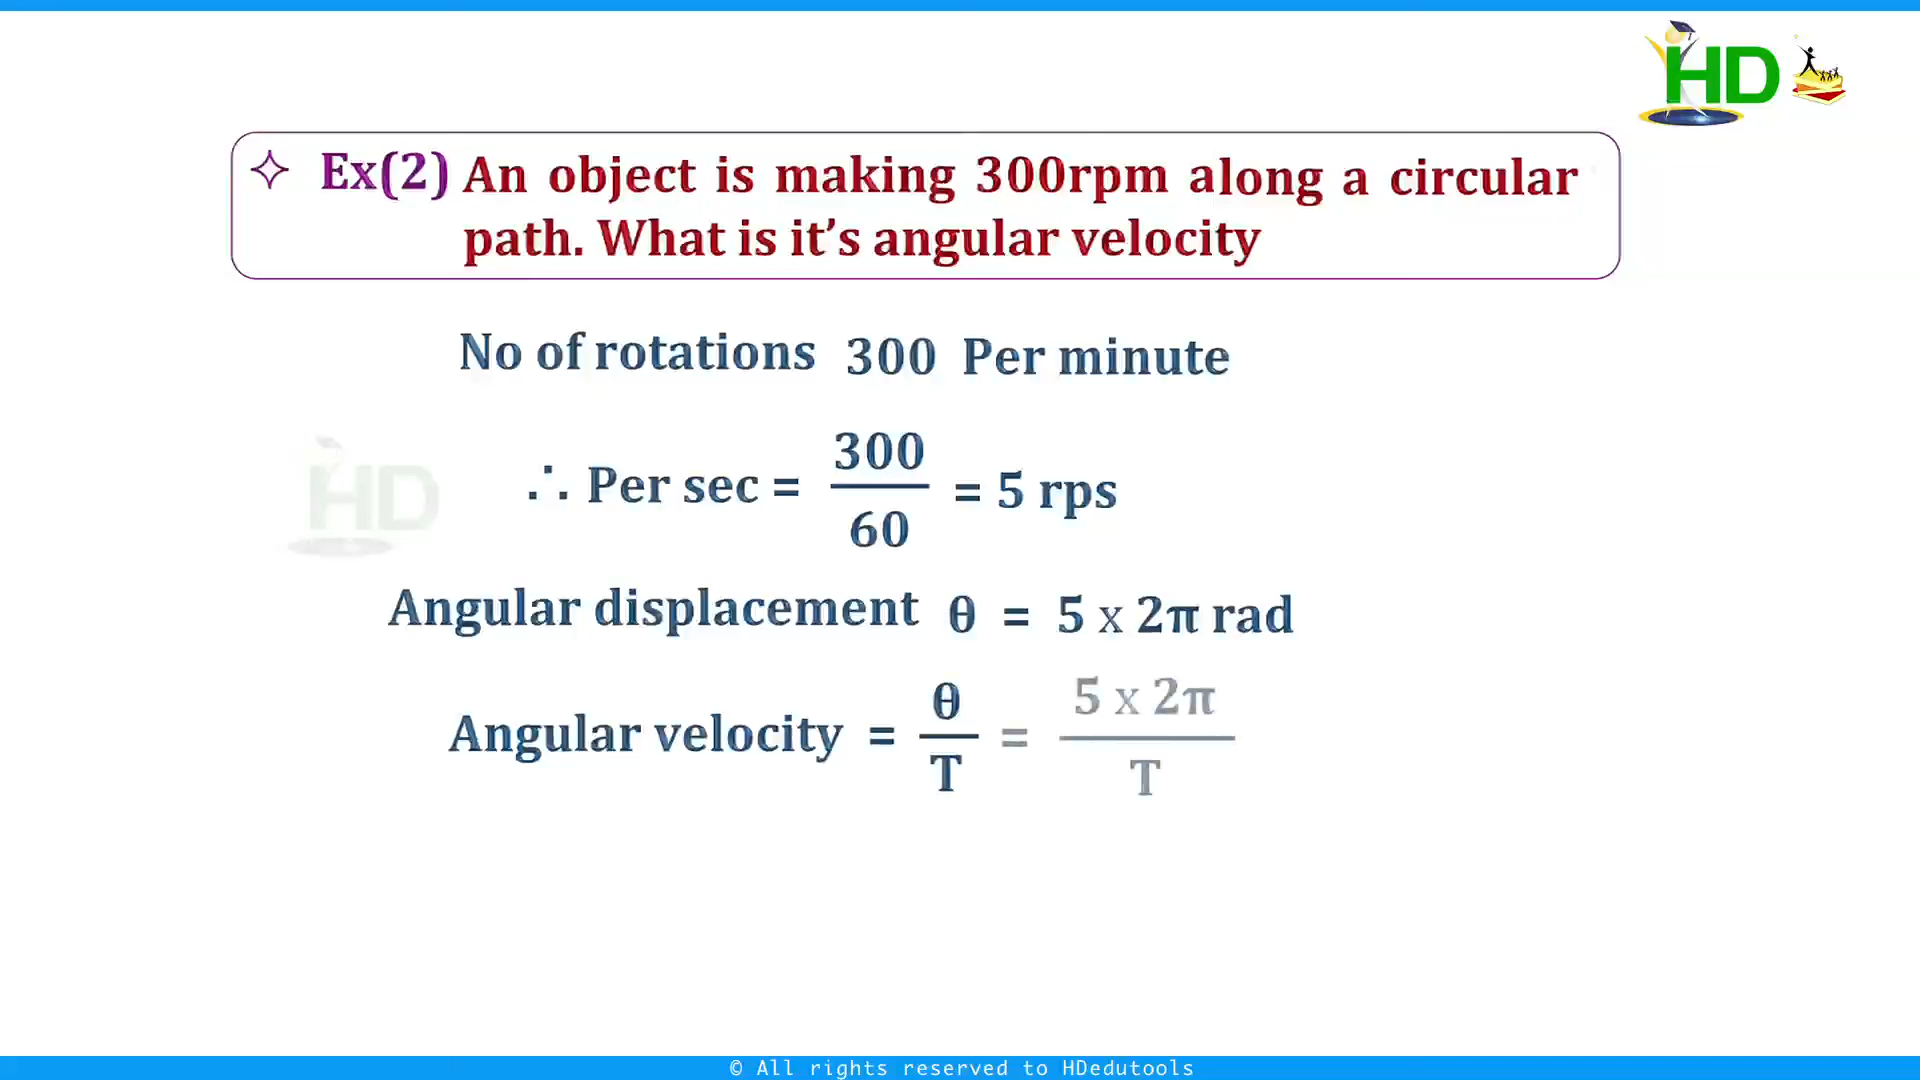 HD
✧ Ex(2) An object is making 300rpm along a circular
path. What is it’s angular velocity
No of rotations 300 Per minute
∴ Per sec = 300/60 = 5 rps
HD
Angular displacement θ = 5 x 2π rad
Angular velocity = θ/T = 5 x 2π/T
© All rights reserved to HDedutools